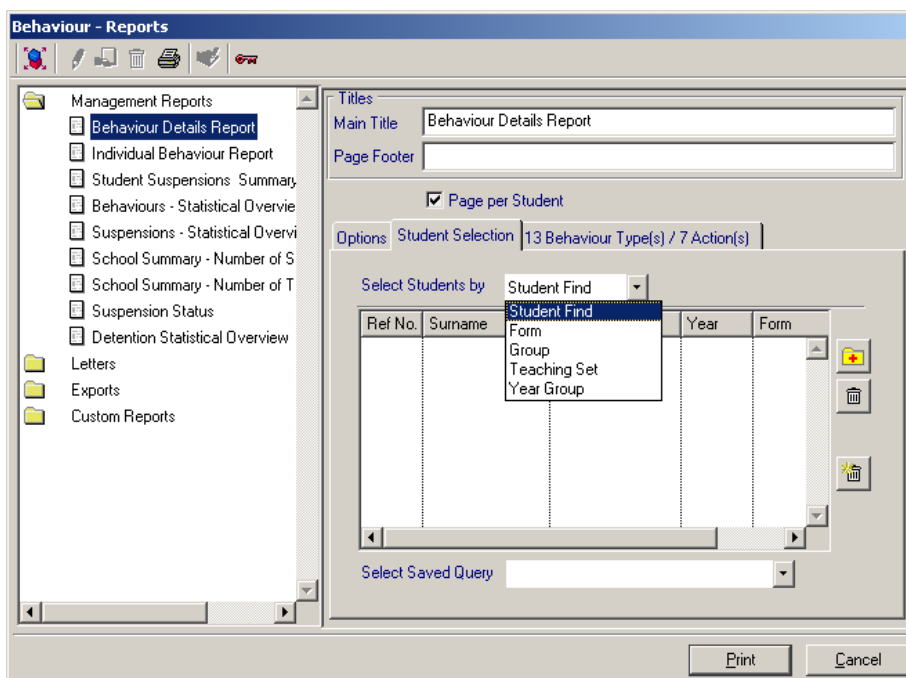 Behaviour - Reports
Management Reports
Behaviour Details Report
Individual Behaviour Report
Student Suspensions Summary
Behaviours - Statistical Overvie
Suspensions - Statistical Overvi
School Summary - Number of S
School Summary - Number of T
Suspension Status
Detention Statistical Overview
Letters
Exports
Custom Reports
Titles
Main Title Behaviour Details Report
Page Footer
Page per Student
Options Student Selection 13 Behaviour Type(s) / 7 Action(s)
Select Students by Student Find
Ref No. Surname Year Form
Student Find
Form
Group
Teaching Set
Year Group
Select Saved Query
Print Cancel